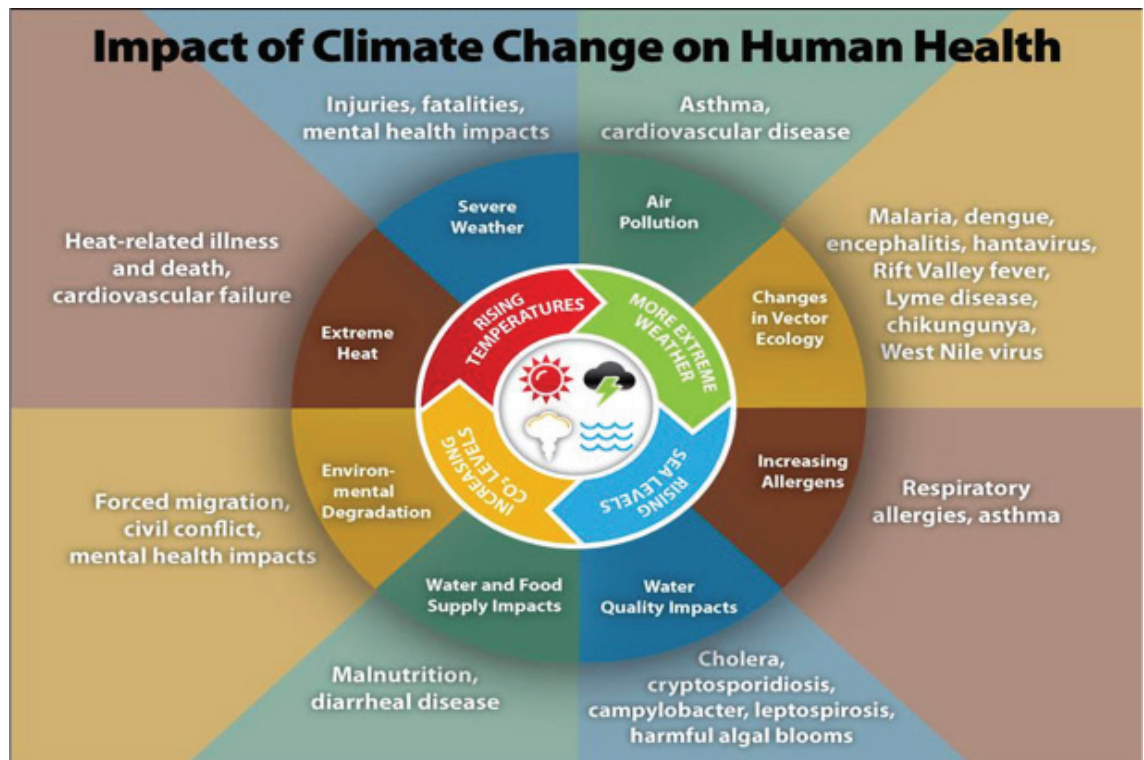 Impact of Climate Change on Human Health
Injuries, fatalities,
mental health impacts
Asthma,
cardiovascular disease
Severe
Weather
Air
Pollution
Heat-related illness
and death,
cardiovascular failure
Extreme
Heat
RISING
TEMPERATURES
MORE EXTREME
WEATHER
Changes
in Vector
Ecology
Malaria, dengue,
encephalitis, hantavirus,
Rift Valley fever,
Lyme disease,
chikungunya,
West Nile virus
Forced migration,
civil conflict,
mental health impacts
Environ-
mental
Degradation
INCREASING
CO₂ LEVELS
RISING
SEA LEVELS
Increasing
Allergens
Respiratory
allergies, asthma
Water and Food
Supply Impacts
Water
Quality Impacts
Malnutrition,
diarrheal disease
Cholera,
cryptosporidiosis,
campylobacter, leptospirosis,
harmful algal blooms